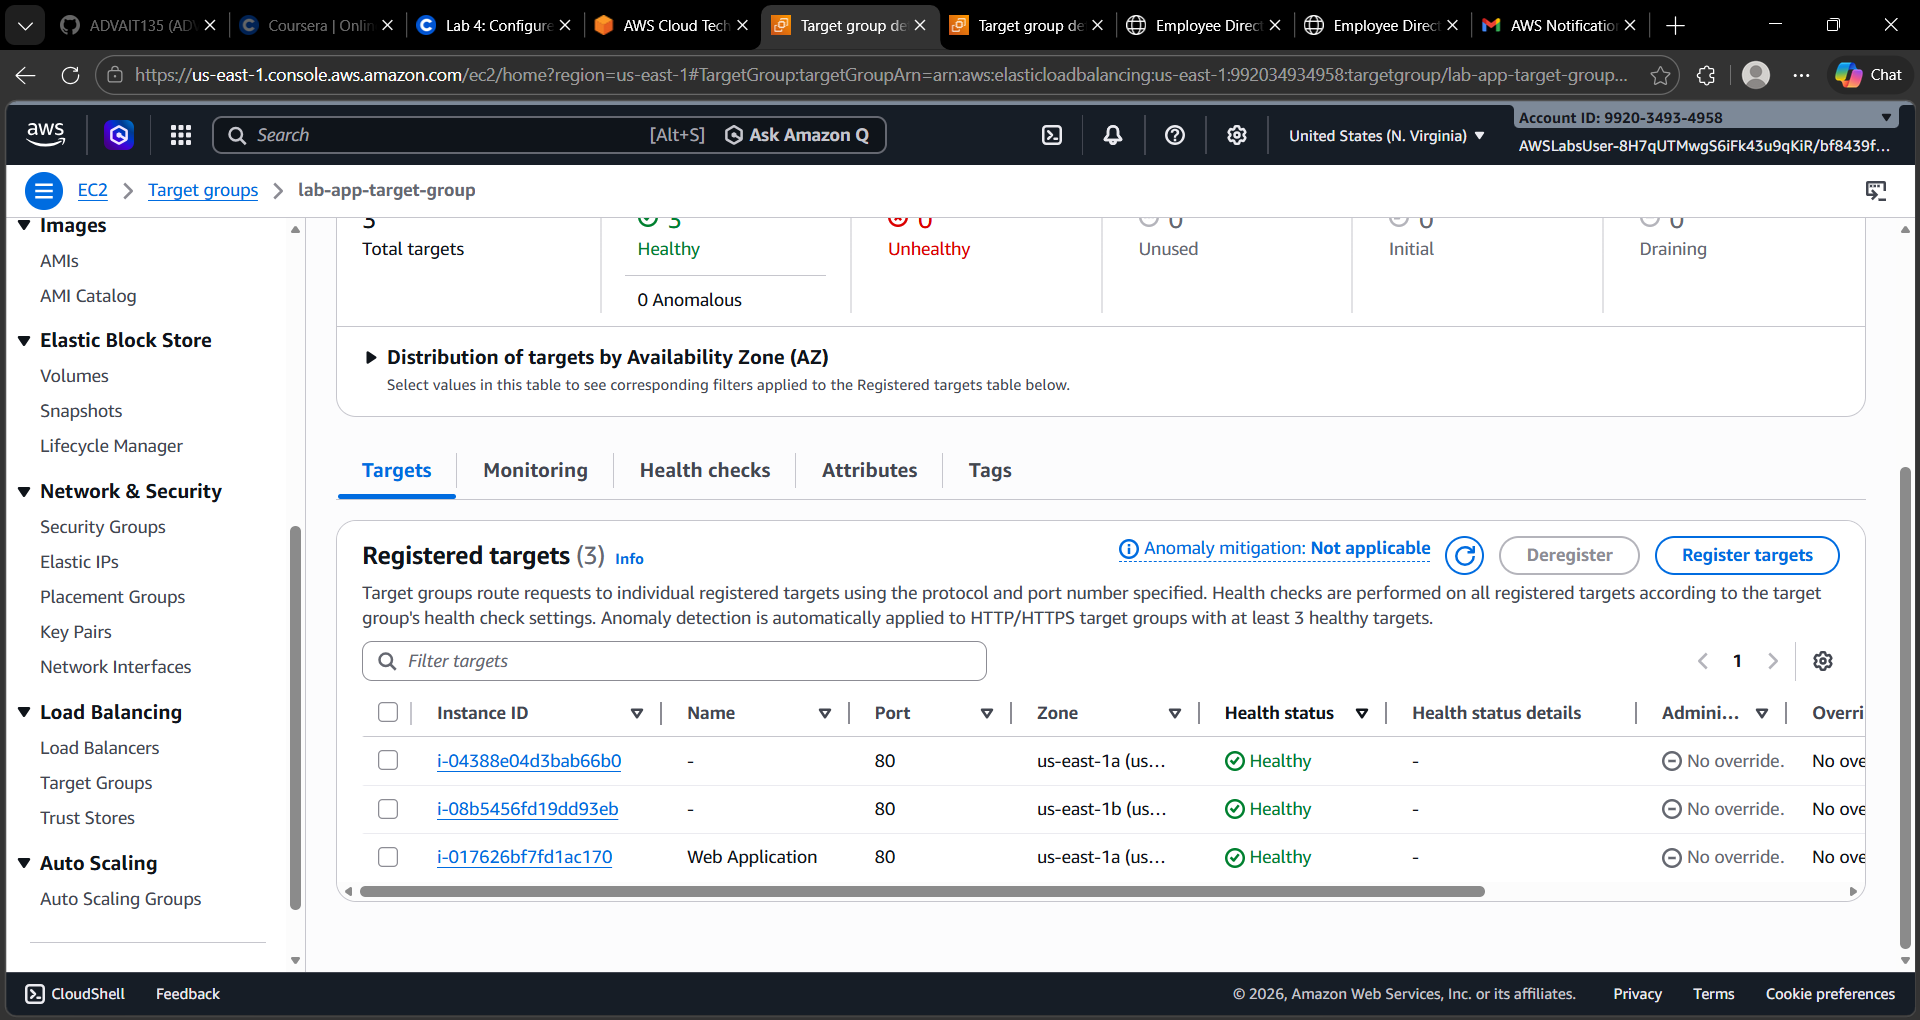 ADVAIT135 (ADV
Coursera | Onlin
Lab 4: Configure
AWS Cloud Tech
Target group de
Target group de
Employee Direct
Employee Direct
AWS Notification
https://us-east-1.console.aws.amazon.com/ec2/home?region=us-east-1#TargetGroup:targetGroupArn=arn:aws:elasticloadbalancing:us-east-1:992034934958:targetgroup/lab-app-target-group...
Chat
aws
Search
[Alt+S]
Ask Amazon Q
United States (N. Virginia)
Account ID: 9920-3493-4958
AWSLabsUser-8H7qUTMwgS6iFk43u9qKiR/bf8439f...
EC2
Target groups
lab-app-target-group
Images
AMIs
AMI Catalog
Elastic Block Store
Volumes
Snapshots
Lifecycle Manager
Network & Security
Security Groups
Elastic IPs
Placement Groups
Key Pairs
Network Interfaces
Load Balancing
Load Balancers
Target Groups
Trust Stores
Auto Scaling
Auto Scaling Groups
3
Total targets
3
Healthy
0 Anomalous
0
Unhealthy
0
Unused
0
Initial
0
Draining
Distribution of targets by Availability Zone (AZ)
Select values in this table to see corresponding filters applied to the Registered targets table below.
Targets
Monitoring
Health checks
Attributes
Tags
Registered targets (3) Info
Anomaly mitigation: Not applicable
Deregister
Register targets
Target groups route requests to individual registered targets using the protocol and port number specified. Health checks are performed on all registered targets according to the target
group's health check settings. Anomaly detection is automatically applied to HTTP/HTTPS target groups with at least 3 healthy targets.
Filter targets
1
Instance ID Name Port Zone Health status Health status details Admini... Overri
i-04388e04d3bab66b0 - 80 us-east-1a (us... Healthy - No override. No ove
i-08b5456fd19dd93eb - 80 us-east-1b (us... Healthy - No override. No ove
i-017626bf7fd1ac170 Web Application 80 us-east-1a (us... Healthy - No override. No ove
CloudShell
Feedback
© 2026, Amazon Web Services, Inc. or its affiliates.
Privacy
Terms
Cookie preferences